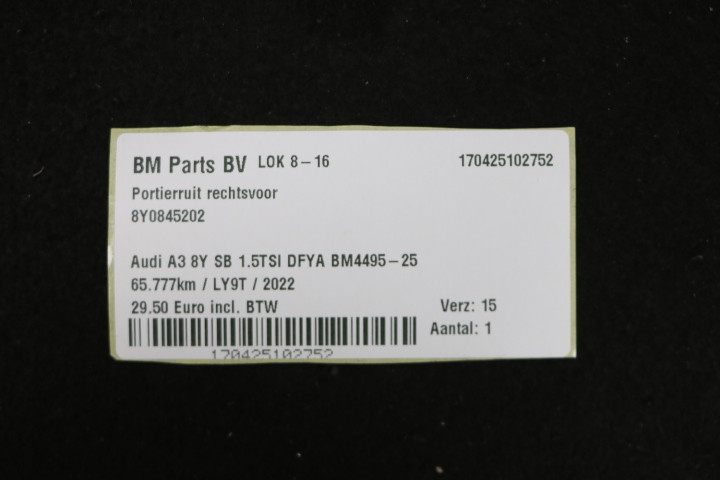 BM Parts BV LOK 8-16 170425102752
Portierruit rechtsvoor
8Y0845202
Audi A3 8Y SB 1.5TSI DFYA BM4495-25
65.777km / LY9T / 2022
29.50 Euro incl. BTW Verz: 15
Aantal: 1
170425102752